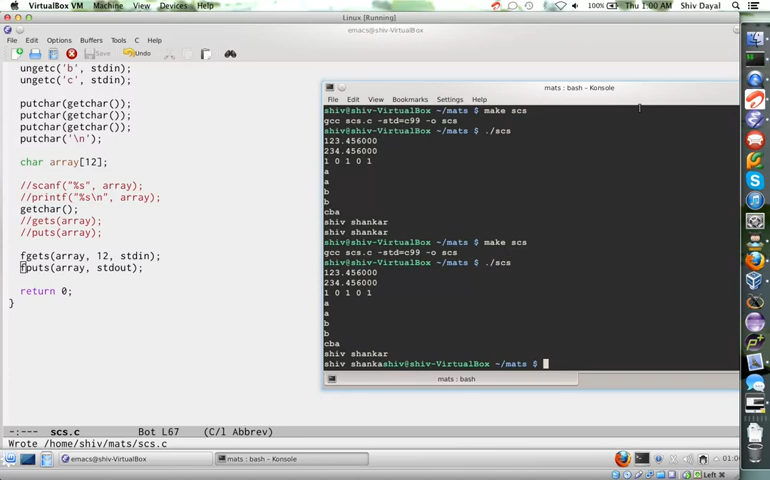 VirtualBox VM Machine View Devices Help 100% Thu 1:00 AM Shiv Dayal
Linux [Running]
emacs@shiv-VirtualBox
File Edit Options Buffers Tools C Help
Save Undo
ungetc('b', stdin);
ungetc('c', stdin);
putchar(getchar());
putchar(getchar());
putchar(getchar());
putchar('\n');
char array[12];
//scanf("%s", array);
//printf("%s\n", array);
getchar();
//gets(array);
//puts(array);
fgets(array, 12, stdin);
fputs(array, stdout);
return 0;
}
mats : bash – Konsole
File Edit View Bookmarks Settings Help
shiv@shiv-VirtualBox ~/mats $ make scs
gcc scs.c -std=c99 -o scs
shiv@shiv-VirtualBox ~/mats $ ./scs
123.456000
234.456000
1 0 1 0 1
a
a
b
b
cba
shiv shankar
shiv shankar
shiv@shiv-VirtualBox ~/mats $ make scs
gcc scs.c -std=c99 -o scs
shiv@shiv-VirtualBox ~/mats $ ./scs
123.456000
234.456000
1 0 1 0 1
a
a
b
b
cba
shiv shankar
shiv shankashiv@shiv-VirtualBox ~/mats $
mats : bash
-:--- scs.c Bot L67 (C/l Abbrev)
Wrote /home/shiv/mats/scs.c
emacs@shiv-VirtualBox mats : bash – Konsole
Left ⌘